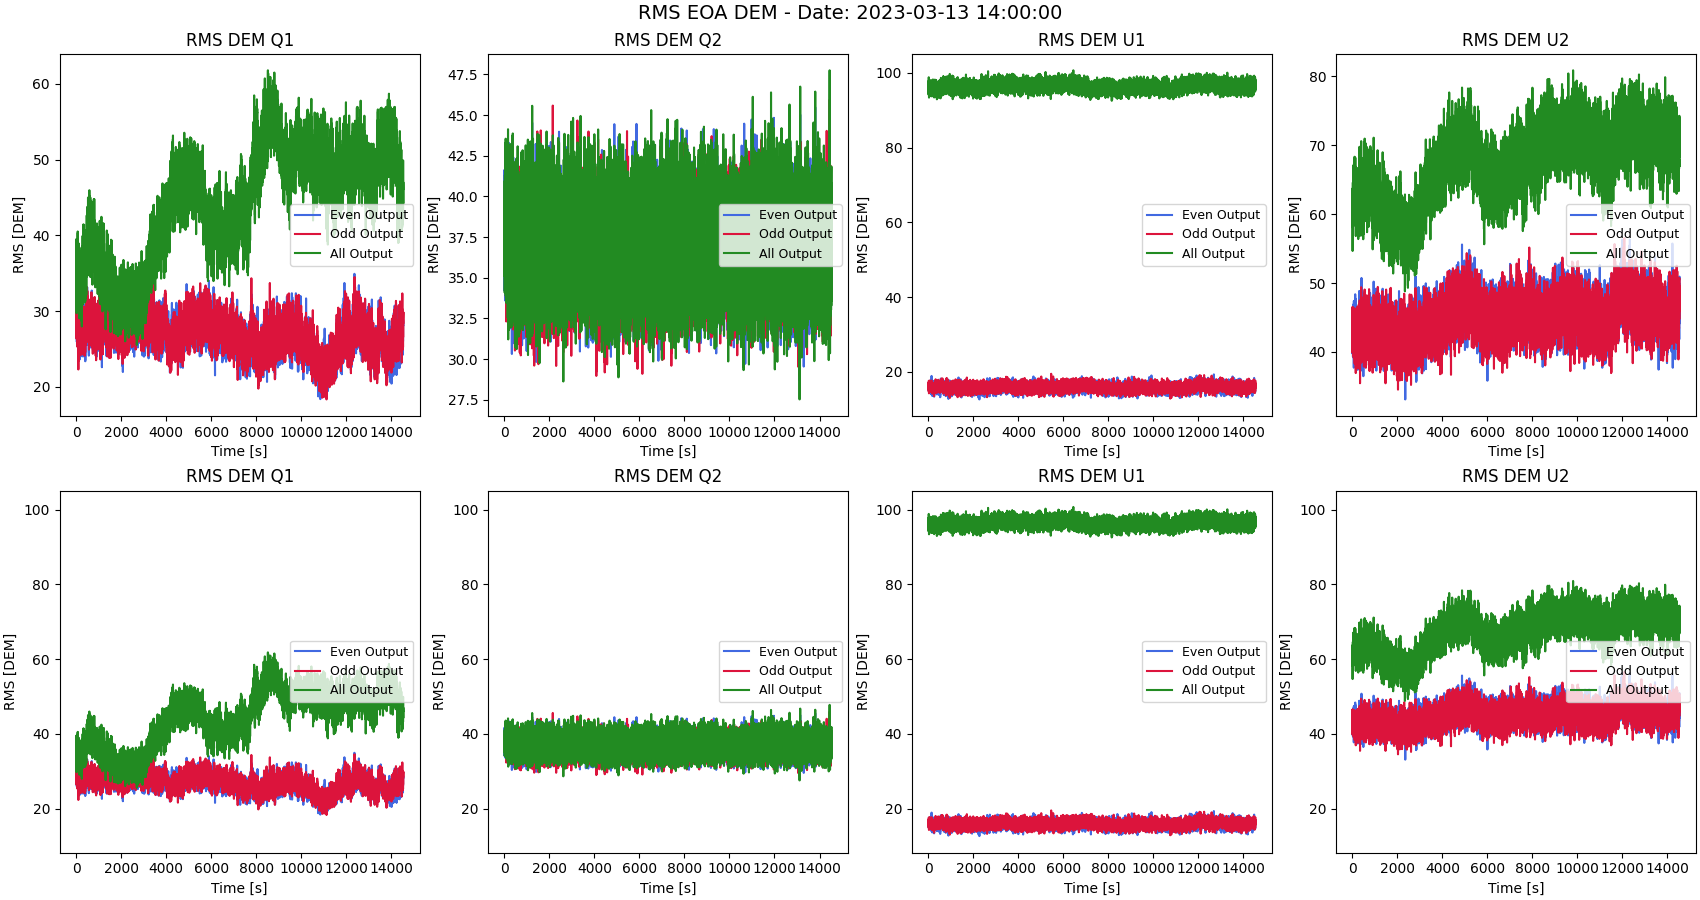 RMS EOA DEM - Date: 2023-03-13 14:00:00
RMS DEM Q1
RMS [DEM]
60
50
40
30
20
Even Output
Odd Output
All Output
0 2000 4000 6000 8000 10000 12000 14000
Time [s]
RMS DEM Q2
RMS [DEM]
47.5
45.0
42.5
40.0
37.5
35.0
32.5
30.0
27.5
Even Output
Odd Output
All Output
0 2000 4000 6000 8000 10000 12000 14000
Time [s]
RMS DEM U1
RMS [DEM]
100
80
60
40
20
Even Output
Odd Output
All Output
0 2000 4000 6000 8000 10000 12000 14000
Time [s]
RMS DEM U2
RMS [DEM]
80
70
60
50
40
Even Output
Odd Output
All Output
0 2000 4000 6000 8000 10000 12000 14000
Time [s]
RMS DEM Q1
RMS [DEM]
100
80
60
40
20
Even Output
Odd Output
All Output
0 2000 4000 6000 8000 10000 12000 14000
Time [s]
RMS DEM Q2
RMS [DEM]
100
80
60
40
20
Even Output
Odd Output
All Output
0 2000 4000 6000 8000 10000 12000 14000
Time [s]
RMS DEM U1
RMS [DEM]
100
80
60
40
20
Even Output
Odd Output
All Output
0 2000 4000 6000 8000 10000 12000 14000
Time [s]
RMS DEM U2
RMS [DEM]
100
80
60
40
20
Even Output
Odd Output
All Output
0 2000 4000 6000 8000 10000 12000 14000
Time [s]